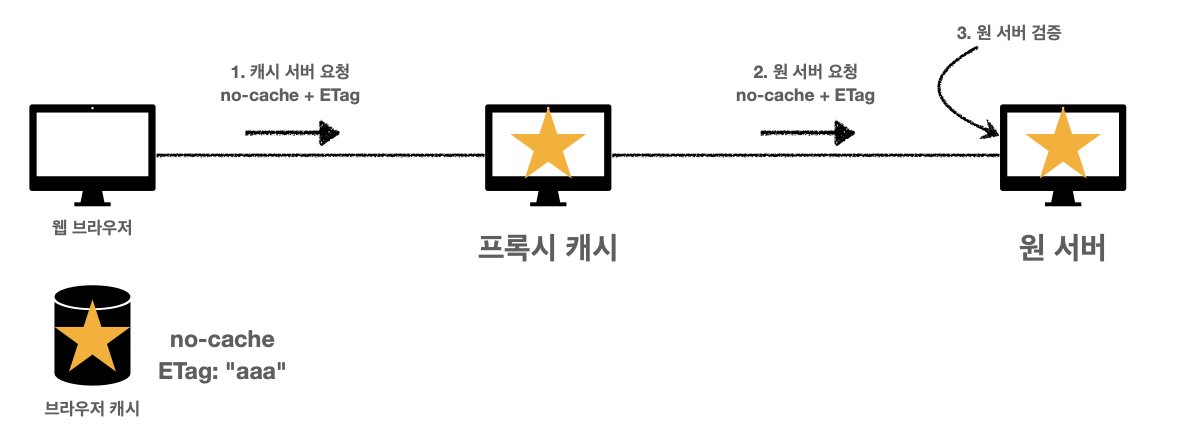 3. 원 서버 검증
1. 캐시 서버 요청
no-cache + ETag
2. 원 서버 요청
no-cache + ETag
웹 브라우저
프록시 캐시
원 서버
no-cache
ETag: "aaa"
브라우저 캐시